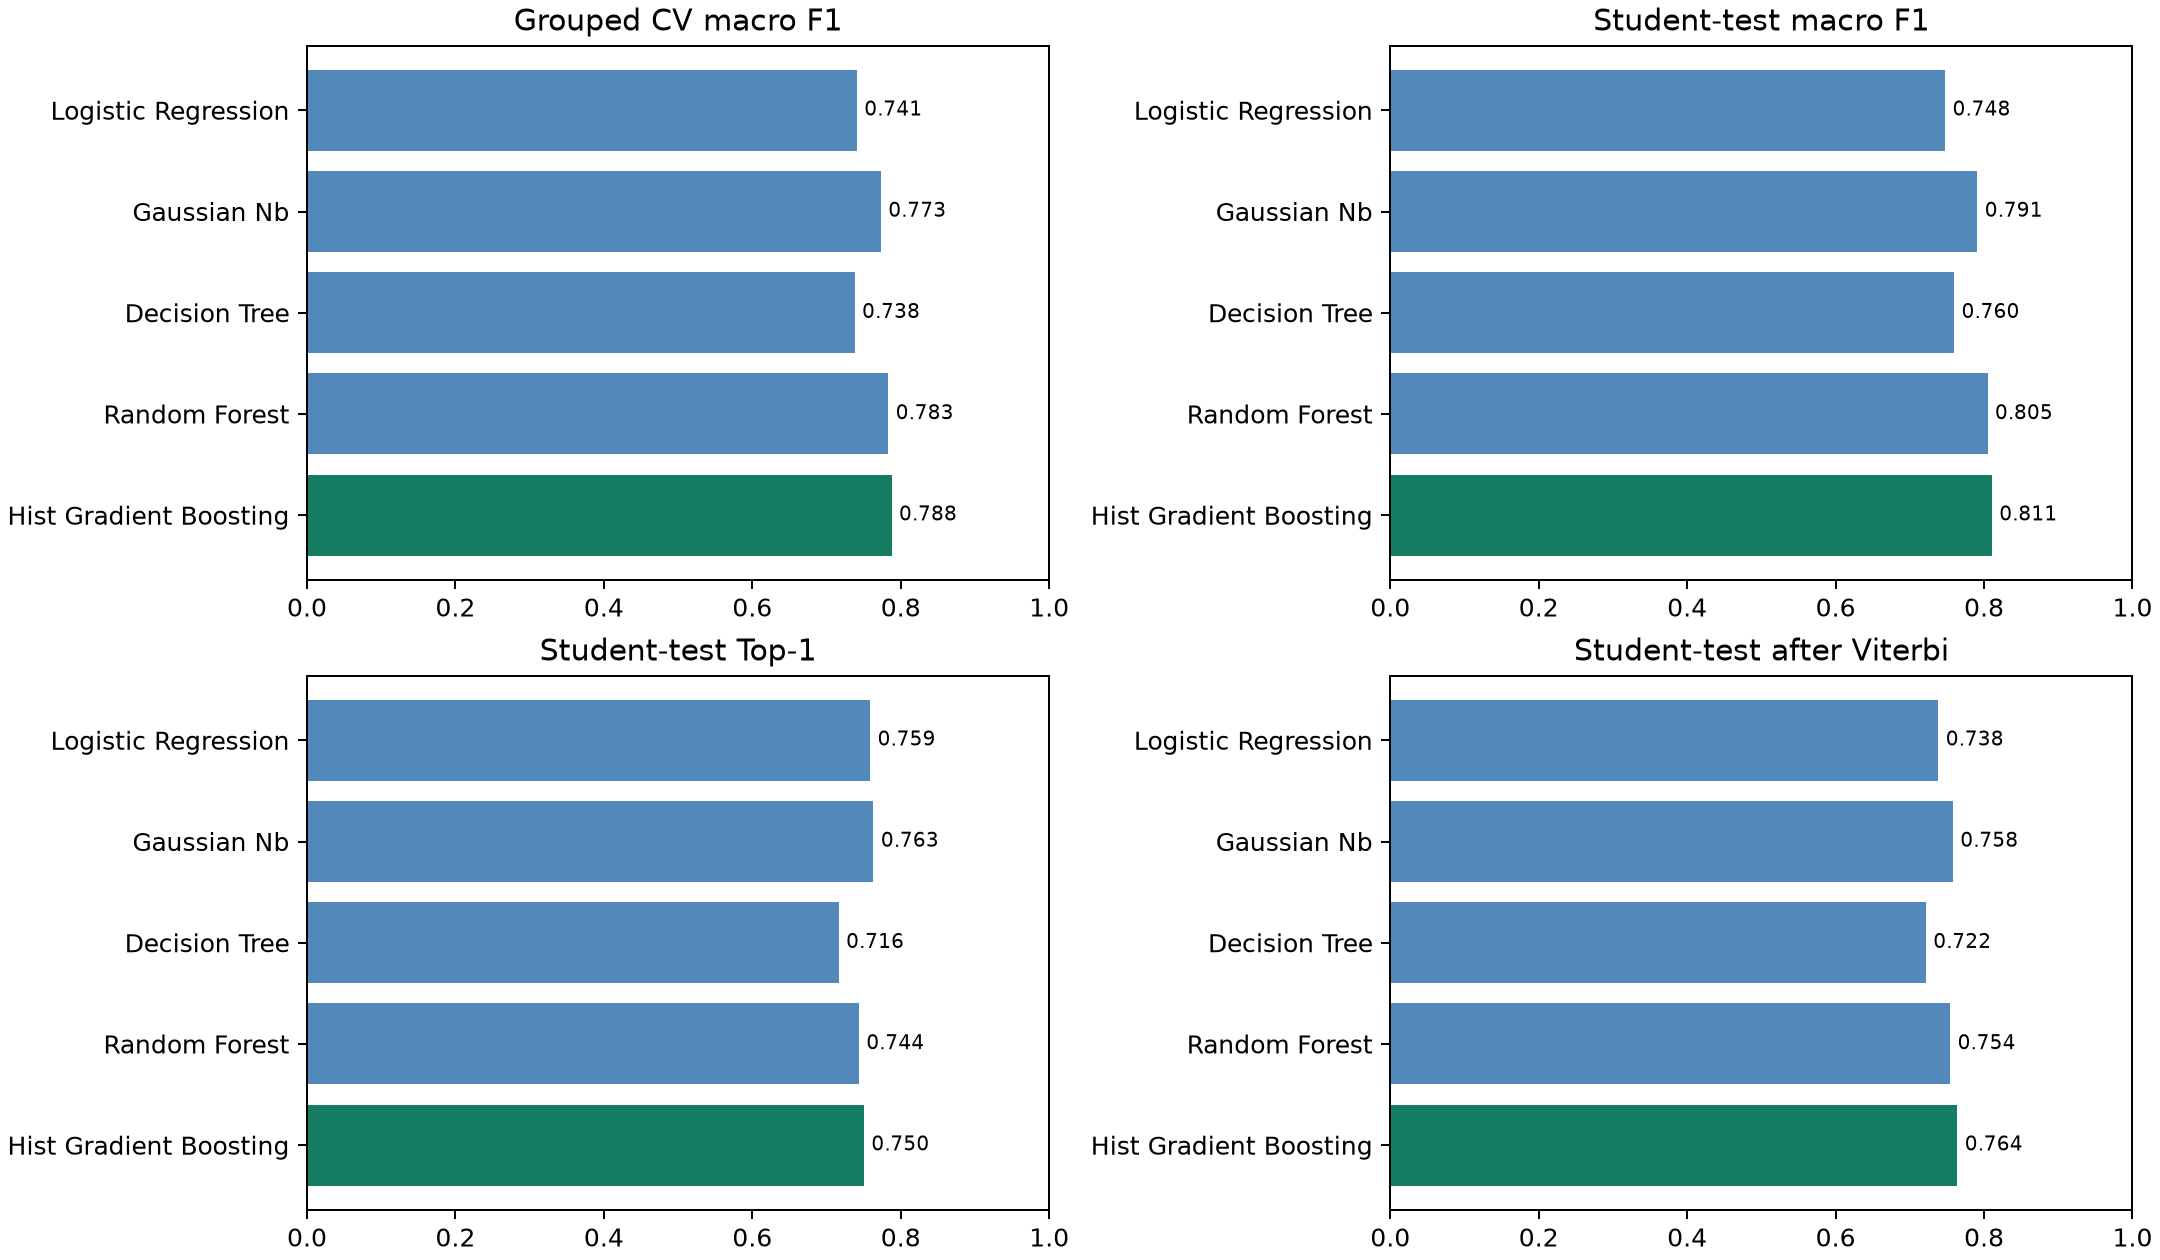 Grouped CV macro F1
Logistic Regression 0.741
Gaussian Nb 0.773
Decision Tree 0.738
Random Forest 0.783
Hist Gradient Boosting 0.788
0.0 0.2 0.4 0.6 0.8 1.0
Student-test macro F1
Logistic Regression 0.748
Gaussian Nb 0.791
Decision Tree 0.760
Random Forest 0.805
Hist Gradient Boosting 0.811
0.0 0.2 0.4 0.6 0.8 1.0
Student-test Top-1
Logistic Regression 0.759
Gaussian Nb 0.763
Decision Tree 0.716
Random Forest 0.744
Hist Gradient Boosting 0.750
0.0 0.2 0.4 0.6 0.8 1.0
Student-test after Viterbi
Logistic Regression 0.738
Gaussian Nb 0.758
Decision Tree 0.722
Random Forest 0.754
Hist Gradient Boosting 0.764
0.0 0.2 0.4 0.6 0.8 1.0